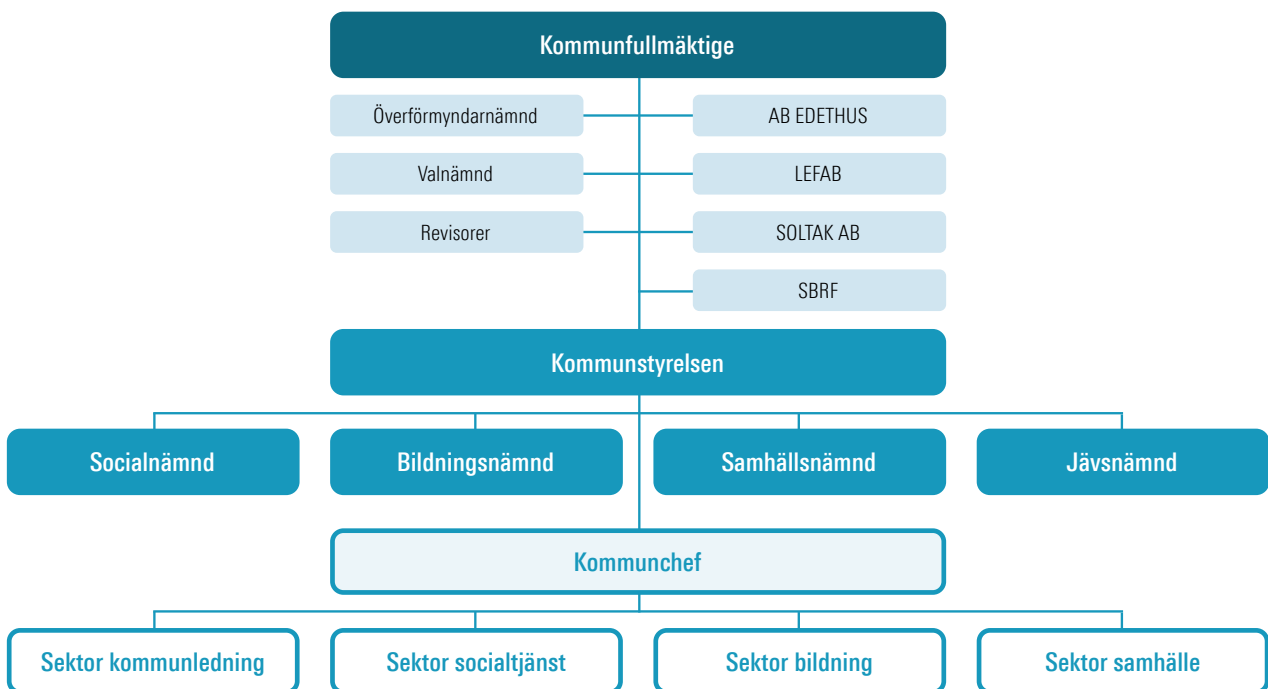 Kommunfullmäktige
Överförmyndarnämnd
AB EDETHUS
Valnämnd
LEFAB
Revisorer
SOLTAK AB
SBRF
Kommunstyrelsen
Socialnämnd
Bildningsnämnd
Samhällsnämnd
Jävsnämnd
Kommunchef
Sektor kommunledning
Sektor socialtjänst
Sektor bildning
Sektor samhälle